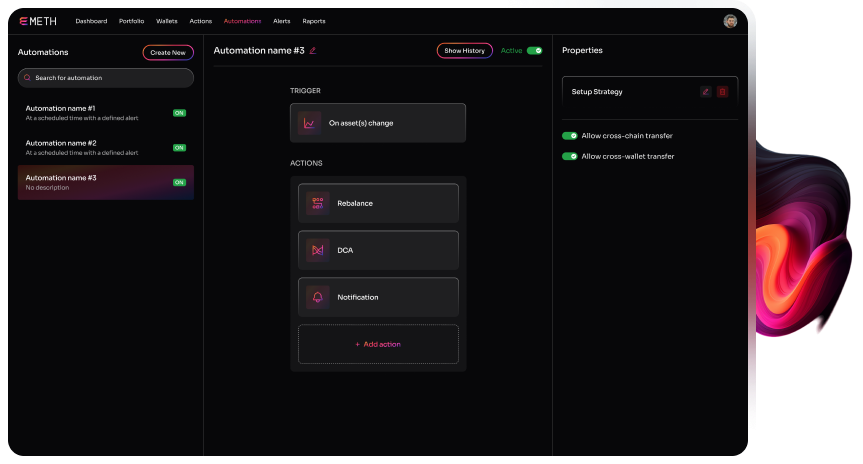 EMETH
Dashboard
Portfolio
Wallets
Actions
Automations
Alerts
Reports
Automations
Create New
Search for automation
Automation name #1
At a scheduled time with a defined alert
ON
Automation name #2
At a scheduled time with a defined alert
ON
Automation name #3
No description
ON
Automation name #3
Show History
Active
TRIGGER
On asset(s) change
ACTIONS
Rebalance
DCA
Notification
+ Add action
Properties
Setup Strategy
Allow cross-chain transfer
Allow cross-wallet transfer